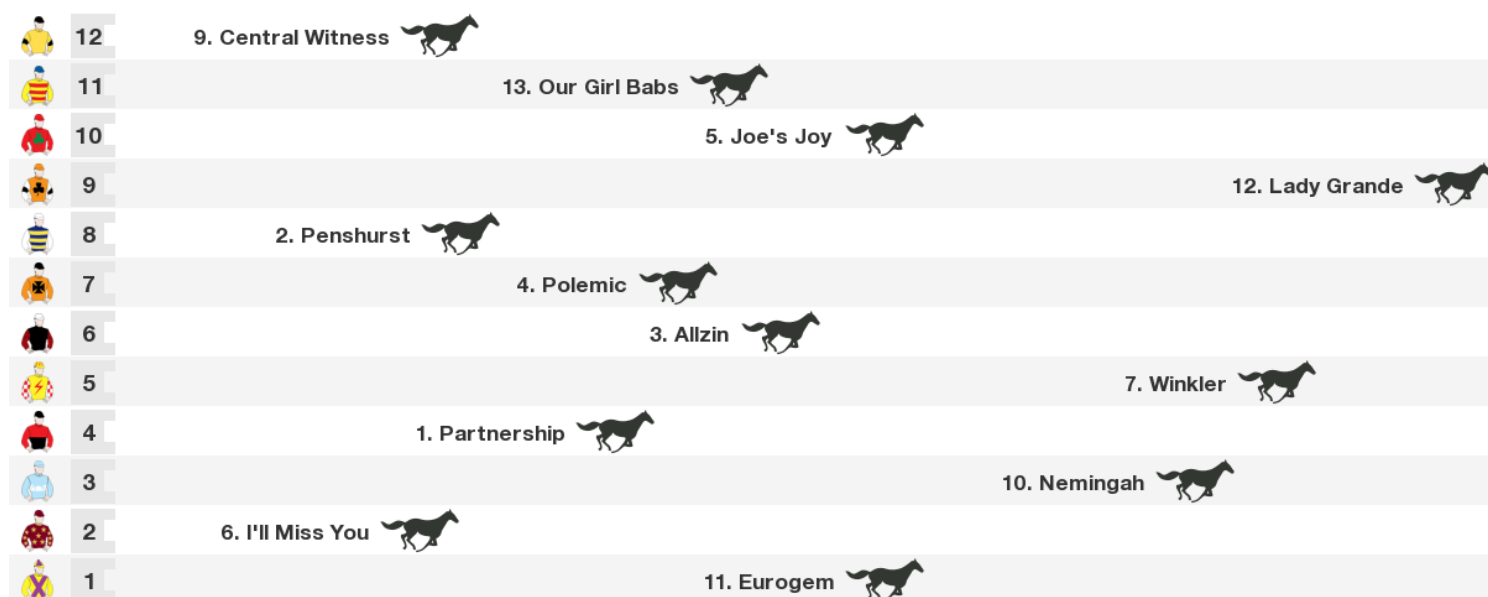 12 9. Central Witness
11 13. Our Girl Babs
10 5. Joe's Joy
9 12. Lady Grande
8 2. Penshurst
7 4. Polemic
6 3. Allzin
5 7. Winkler
4 1. Partnership
3 10. Nemingah
2 6. I'll Miss You
1 11. Eurogem